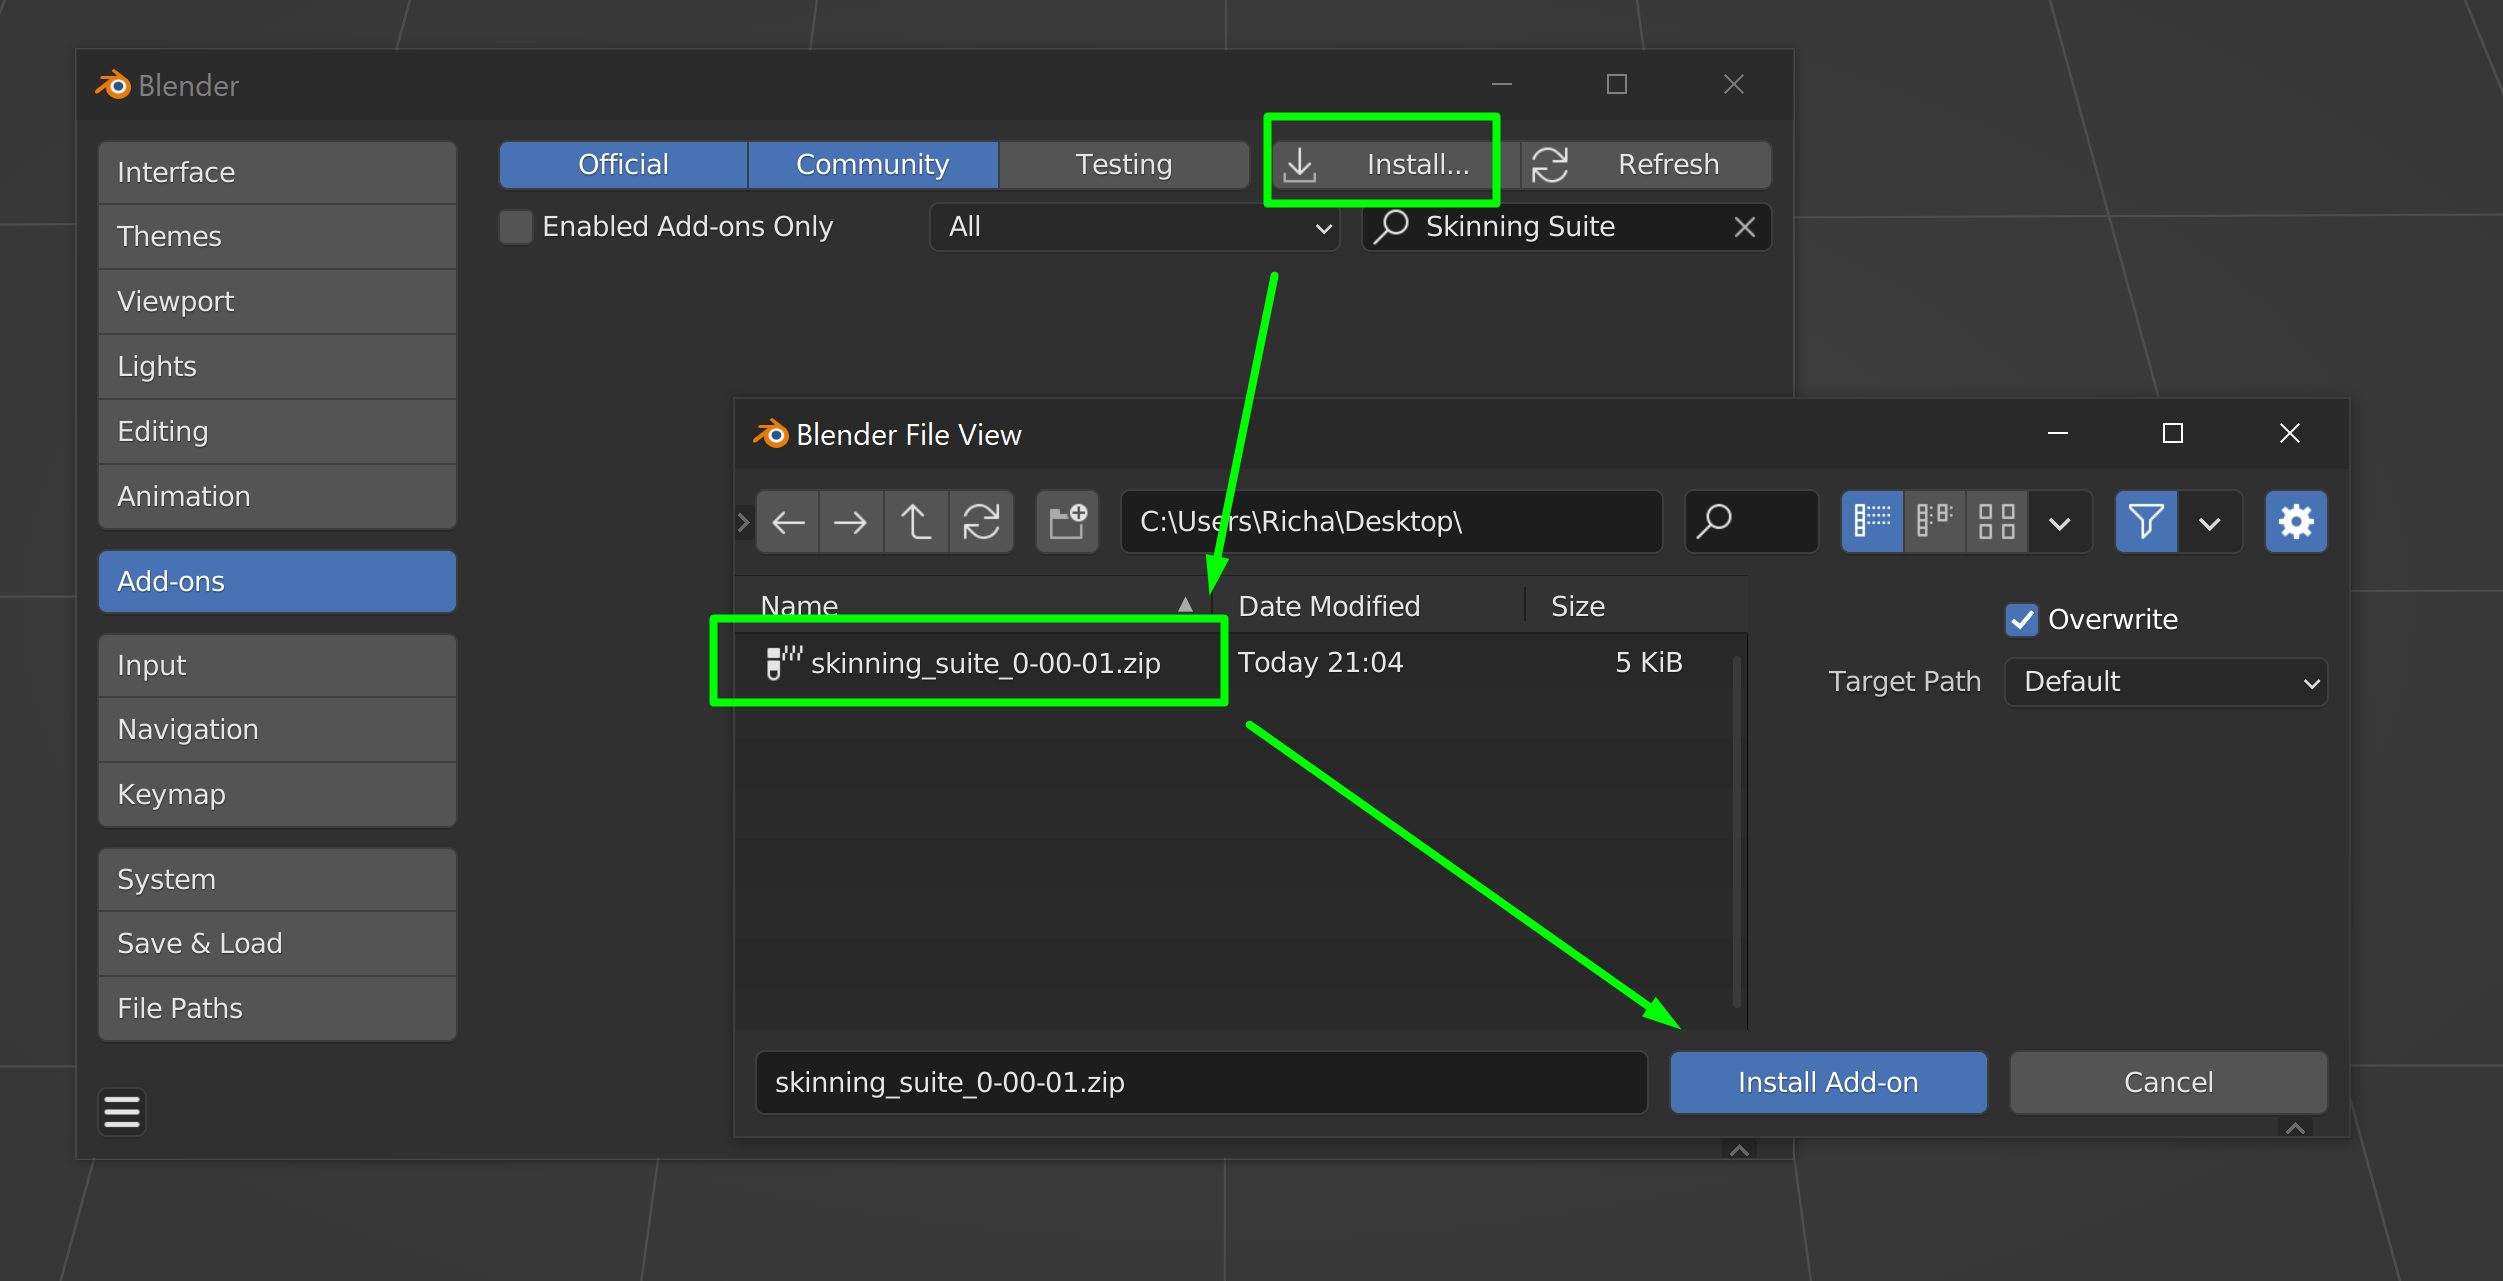 Blender
Interface
Themes
Viewport
Lights
Editing
Animation
Add-ons
Input
Navigation
Keymap
System
Save & Load
File Paths
Official Community Testing Install... Refresh
Enabled Add-ons Only All Skinning Suite
Blender File View
C:\Users\Richa\Desktop\
Name Date Modified Size
skinning_suite_0-00-01.zip Today 21:04 5 KiB
Overwrite
Target Path Default
skinning_suite_0-00-01.zip Install Add-on Cancel